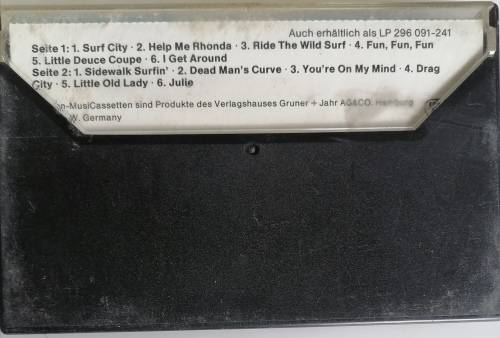 Auch erhältlich als LP 296 091-241
Seite 1: 1. Surf City · 2. Help Me Rhonda · 3. Ride The Wild Surf · 4. Fun, Fun, Fun
5. Little Deuce Coupe · 6. I Get Around
Seite 2: 1. Sidewalk Surfin' · 2. Dead Man's Curve · 3. You're On My Mind · 4. Drag
City · 5. Little Old Lady · 6. Julie
on-MusiCassetten sind Produkte des Verlagshauses Gruner + Jahr AG&CO, Hamburg
W. Germany